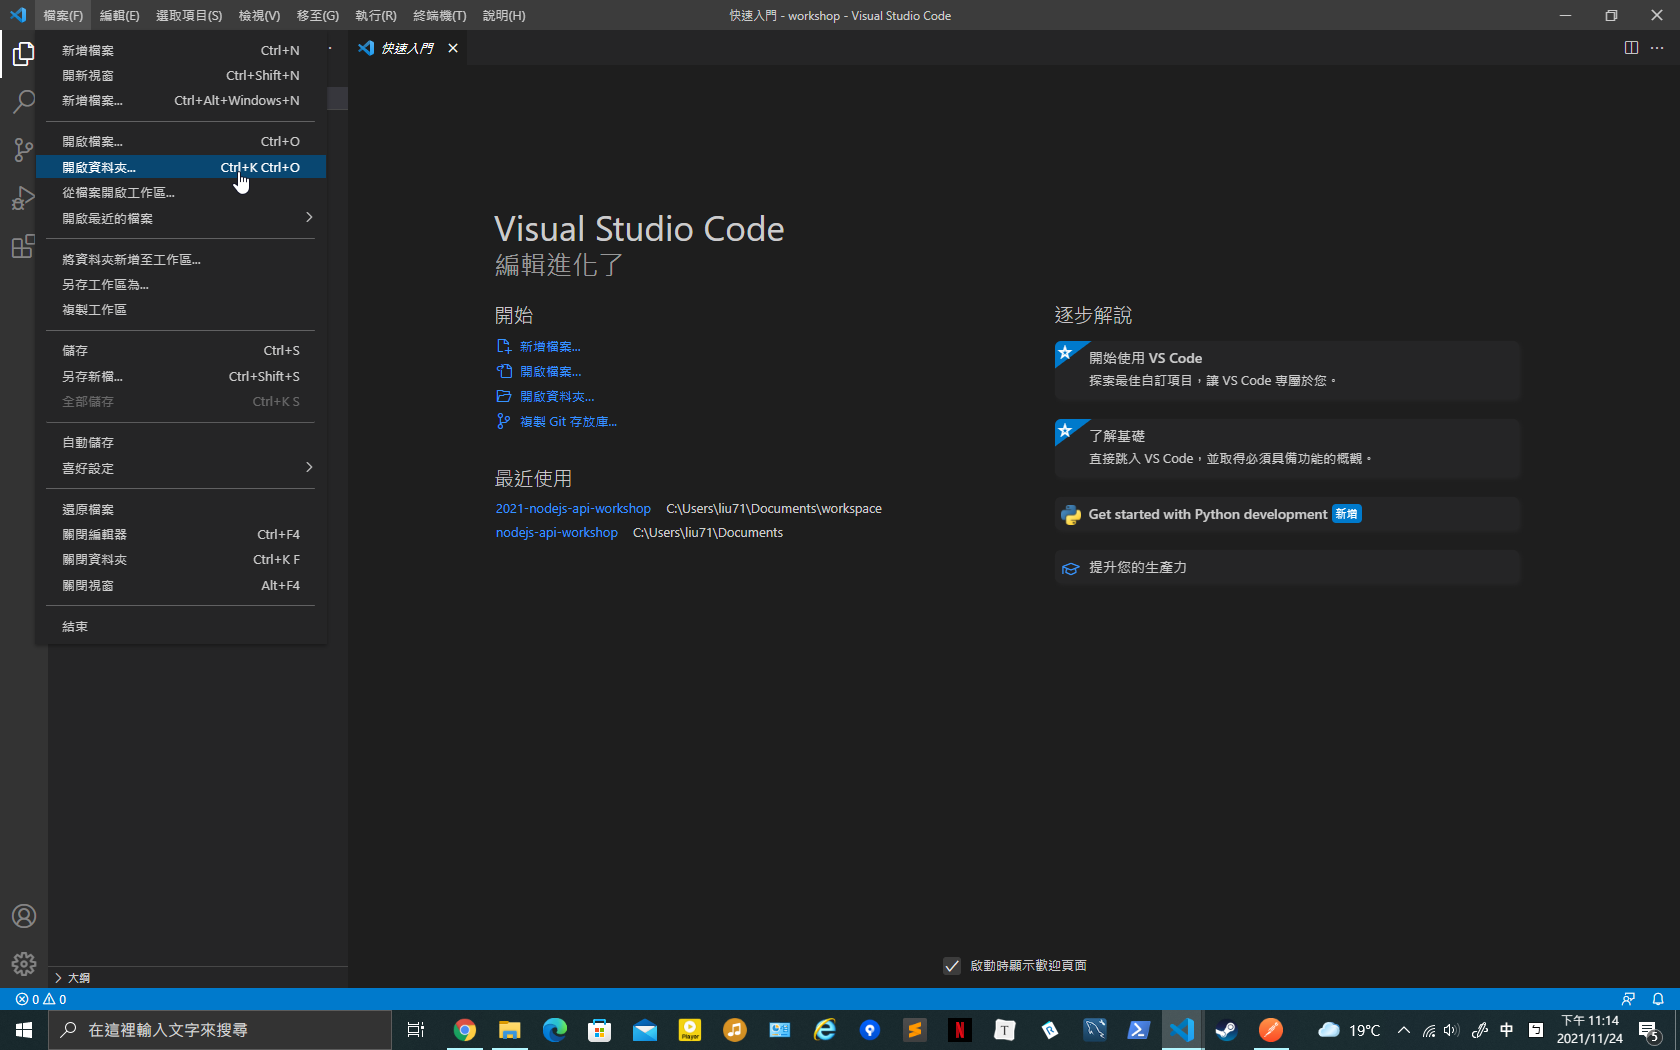 檔案(F) 編輯(E) 選取項目(S) 檢視(V) 移至(G) 執行(R) 終端機(T) 說明(H)
快速入門 - workshop - Visual Studio Code
新增檔案 Ctrl+N
開新視窗 Ctrl+Shift+N
新增檔案... Ctrl+Alt+Windows+N
開啟檔案... Ctrl+O
開啟資料夾... Ctrl+K Ctrl+O
從檔案開啟工作區...
開啟最近的檔案
將資料夾新增至工作區...
另存工作區為...
複製工作區
儲存 Ctrl+S
另存新檔... Ctrl+Shift+S
全部儲存 Ctrl+K S
自動儲存
喜好設定
還原檔案
關閉編輯器 Ctrl+F4
關閉資料夾 Ctrl+K F
關閉視窗 Alt+F4
結束
快速入門
Visual Studio Code
編輯進化了
開始
新增檔案...
開啟檔案...
開啟資料夾...
複製 Git 存放庫...
最近使用
2021-nodejs-api-workshop C:\Users\liu71\Documents\workspace
nodejs-api-workshop C:\Users\liu71\Documents
逐步解說
開始使用 VS Code
探索最佳自訂項目，讓 VS Code 專屬於您。
了解基礎
直接跳入 VS Code，並取得必須具備功能的概觀。
Get started with Python development 新增
提升您的生產力
啟動時顯示歡迎頁面
大綱
0 0
在這裡輸入文字來搜尋
19°C
中
下午 11:14
2021/11/24
5